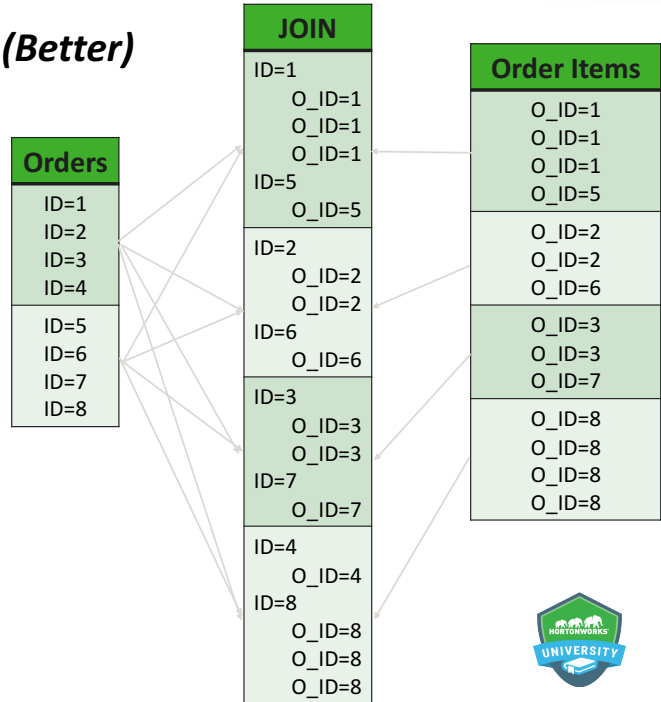 (Better)
Orders
ID=1
ID=2
ID=3
ID=4
ID=5
ID=6
ID=7
ID=8
JOIN
ID=1
O_ID=1
O_ID=1
O_ID=1
ID=5
O_ID=5
ID=2
O_ID=2
O_ID=2
ID=6
O_ID=6
ID=3
O_ID=3
O_ID=3
ID=7
O_ID=7
ID=4
O_ID=4
ID=8
O_ID=8
O_ID=8
O_ID=8
Order Items
O_ID=1
O_ID=1
O_ID=1
O_ID=5
O_ID=2
O_ID=2
O_ID=6
O_ID=3
O_ID=3
O_ID=7
O_ID=8
O_ID=8
O_ID=8
O_ID=8
HORTONWORKS
UNIVERSITY